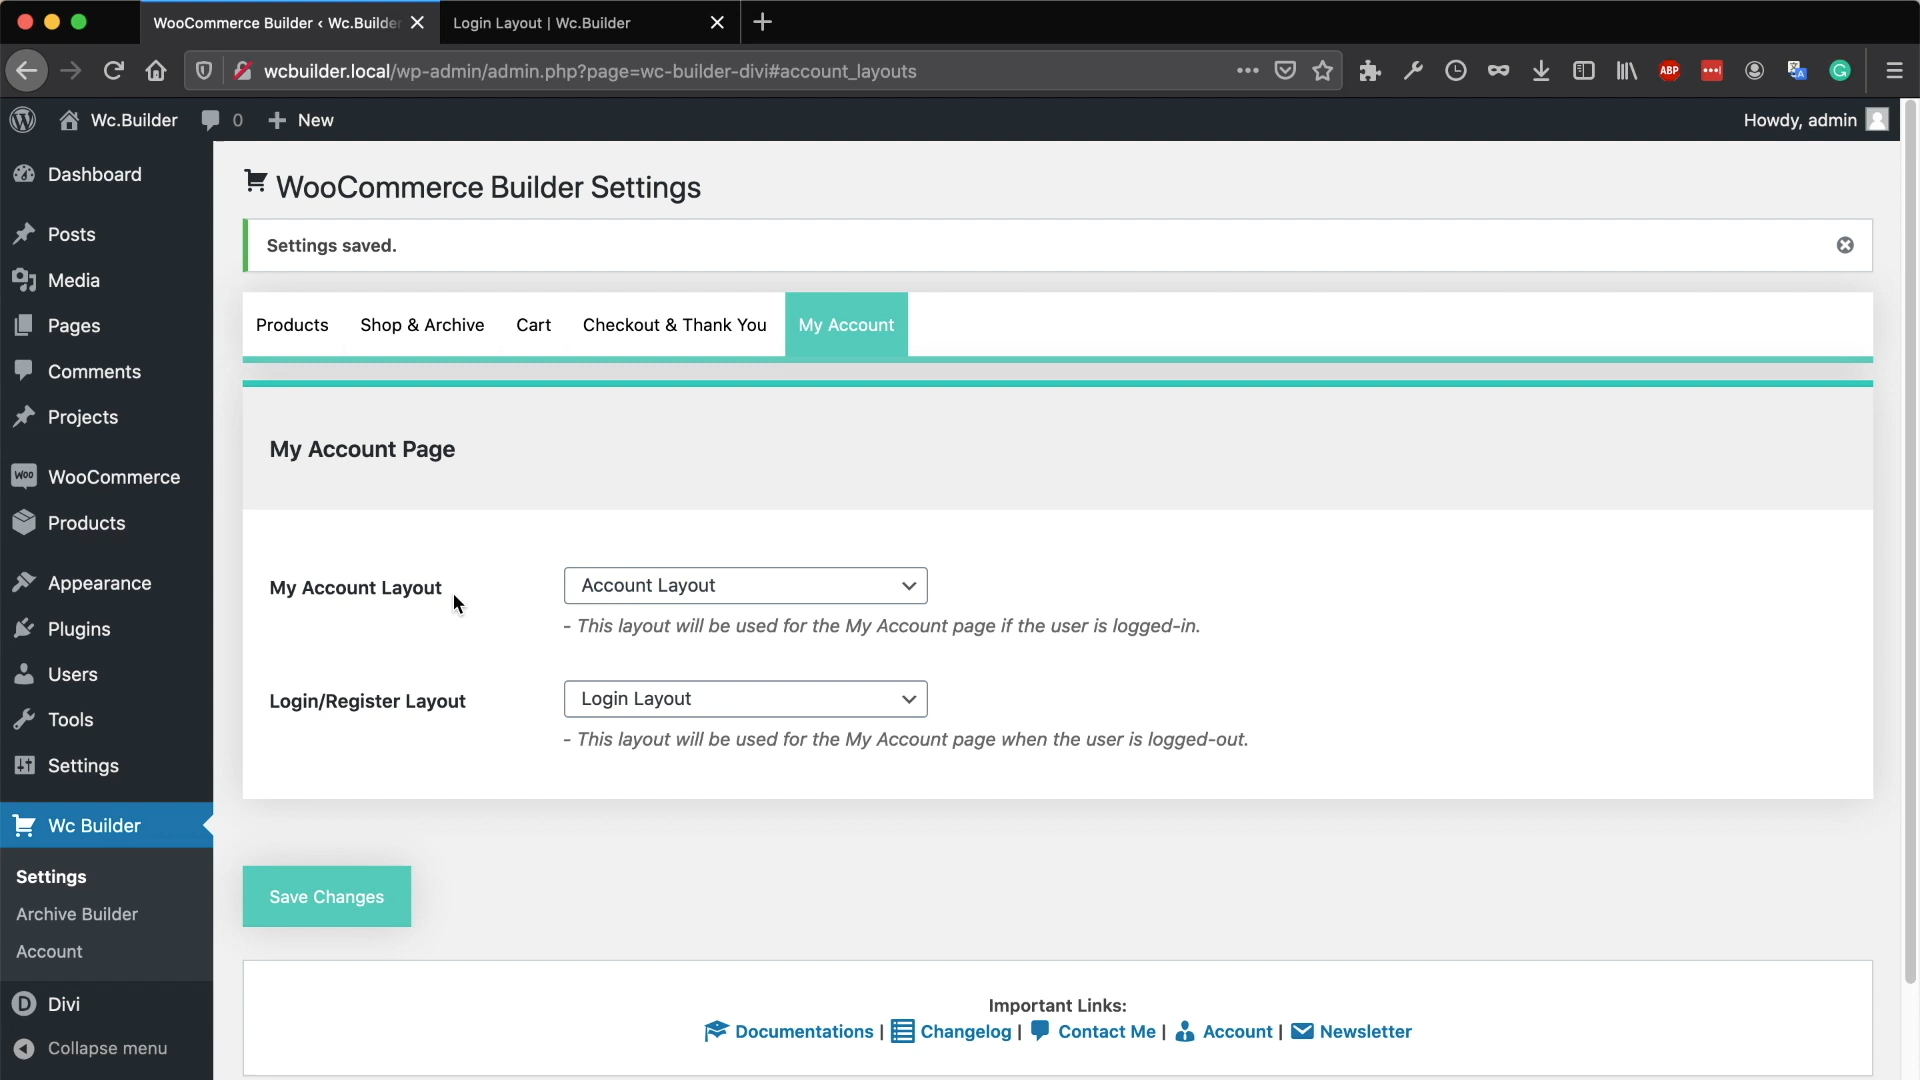 WooCommerce Builder ‹ Wc.Builder
Login Layout | Wc.Builder
wcbuilder.local/wp-admin/admin.php?page=wc-builder-divi#account_layouts
ABP
Wc.Builder
0
New
Howdy, admin
Dashboard
Posts
Media
Pages
Comments
Projects
Woo
WooCommerce
Products
Appearance
Plugins
Users
Tools
Settings
Wc Builder
Settings
Archive Builder
Account
Divi
Collapse menu
WooCommerce Builder Settings
Settings saved.
Products Shop & Archive Cart Checkout & Thank You My Account
My Account Page
My Account Layout
Account Layout
- This layout will be used for the My Account page if the user is logged-in.
Login/Register Layout
Login Layout
- This layout will be used for the My Account page when the user is logged-out.
Save Changes
Important Links:
Documentations | Changelog | Contact Me | Account | Newsletter